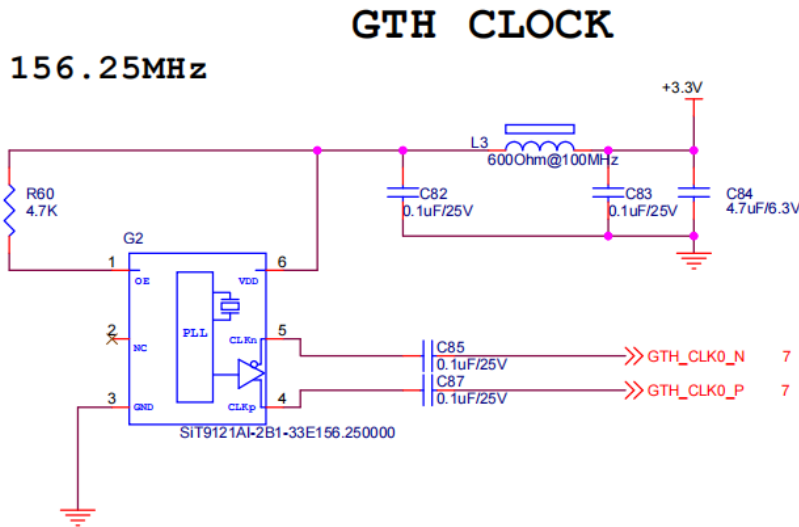 GTH CLOCK
156.25MHz
+3.3V
L3
600Ohm@100MHz
R60
4.7K
C82
0.1uF/25V
C83
0.1uF/25V
C84
4.7uF/6.3V
G2
1
OE
VDD
6
PLL
2
NC
CLKn
5
C85
0.1uF/25V
GTH_CLK0_N 7
3
GND
CLKp
4
C87
0.1uF/25V
GTH_CLK0_P 7
SiT9121AI-2B1-33E156.250000